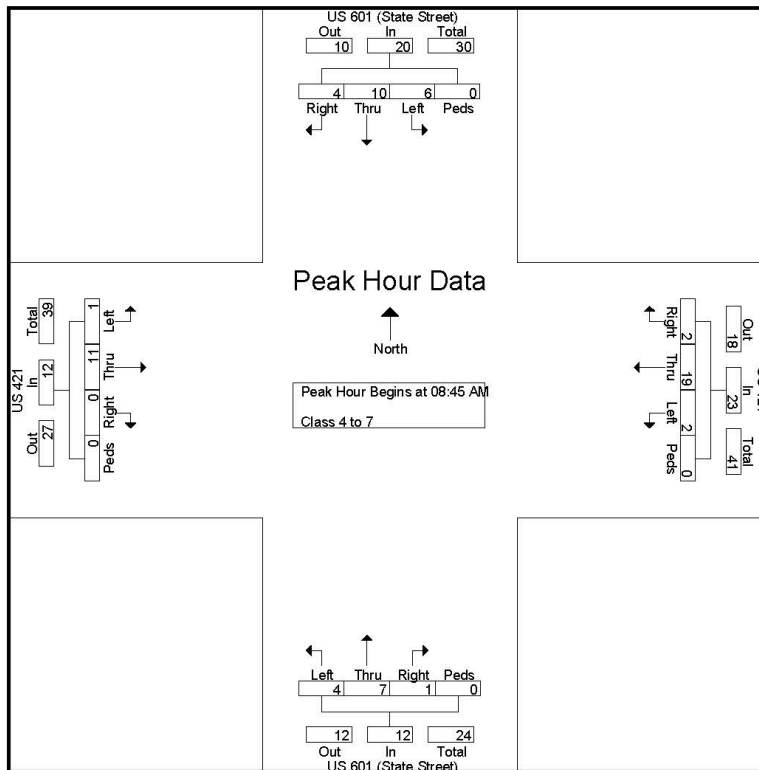 US 601 (State Street)
Out In Total
10 20 30
4 10 6 0
Right Thru Left Peds
Peak Hour Data
North
Peak Hour Begins at 08:45 AM
Class 4 to 7
US 421
Out In Total
27 12 39
Peds Right Thru Left
0 0 11 1
Out In Total
18 23 41
Right Thru Left Peds
2 19 2 0
Left Thru Right Peds
4 7 1 0
12 12 24
Out In Total
US 601 (State Street)